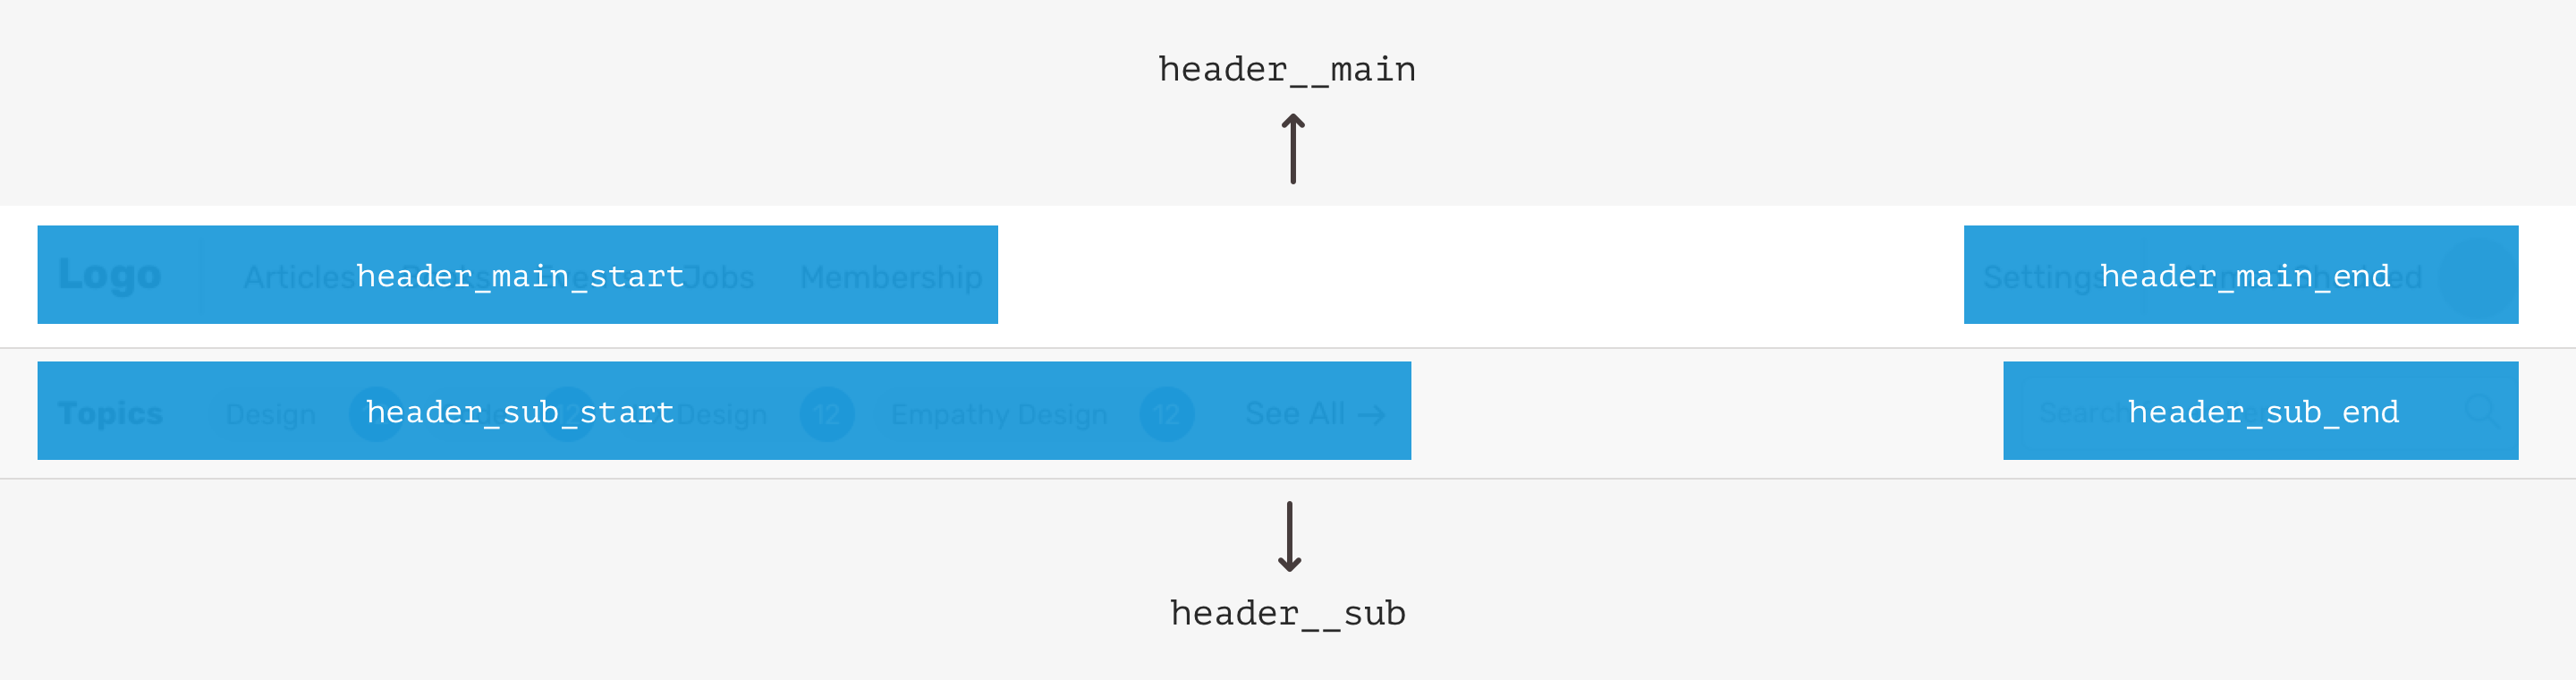 header__main
Logo Articles Jobs Membership
header_main_start
Settings
header_main_end
Topics Design Design 12 Empathy Design 12 See All →
header_sub_start
Search
header_sub_end
header__sub